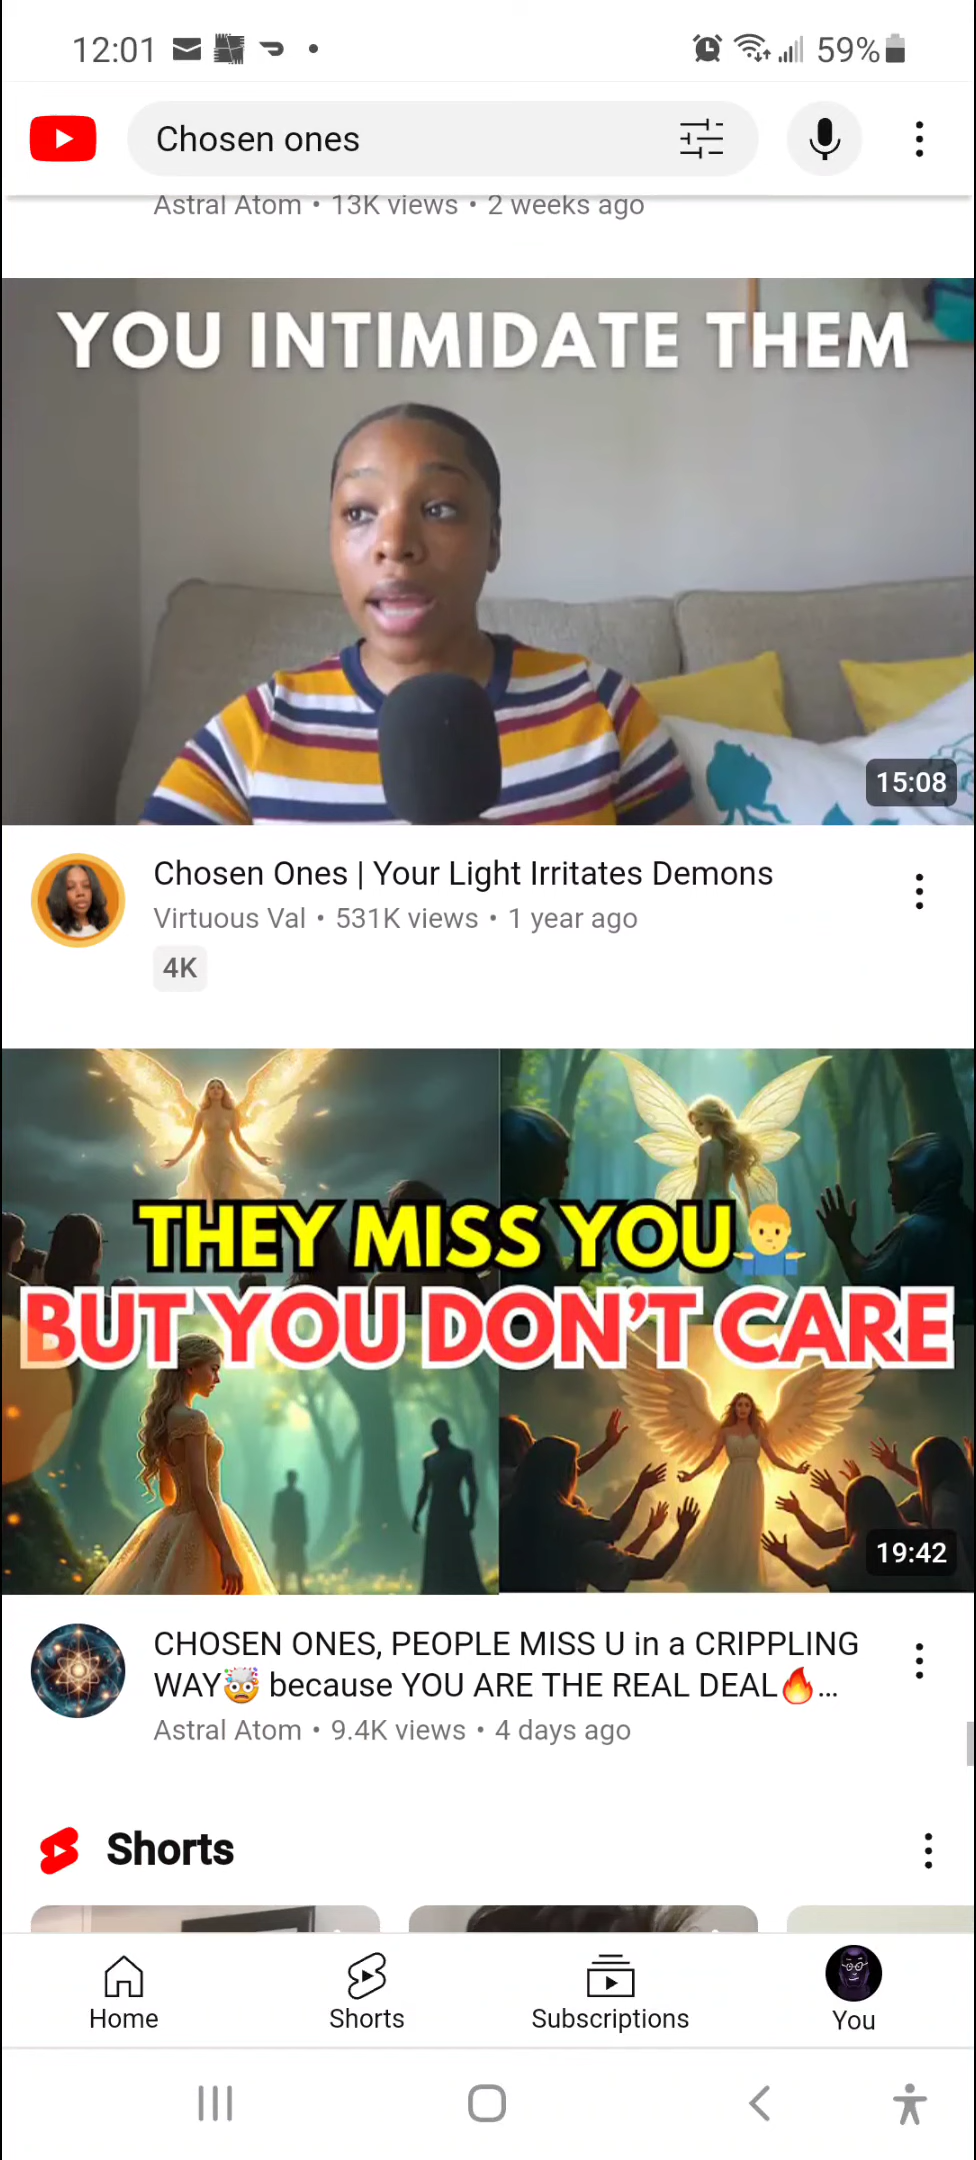 12:01
59%
Chosen ones
Astral Atom • 13K views • 2 weeks ago
YOU INTIMIDATE THEM
15:08
Chosen Ones | Your Light Irritates Demons
Virtuous Val • 531K views • 1 year ago
4K
THEY MISS YOU🤷
BUT YOU DON'T CARE
19:42
CHOSEN ONES, PEOPLE MISS U in a CRIPPLING
WAY🤯 because YOU ARE THE REAL DEAL🔥...
Astral Atom • 9.4K views • 4 days ago
Shorts
Home
Shorts
Subscriptions
You